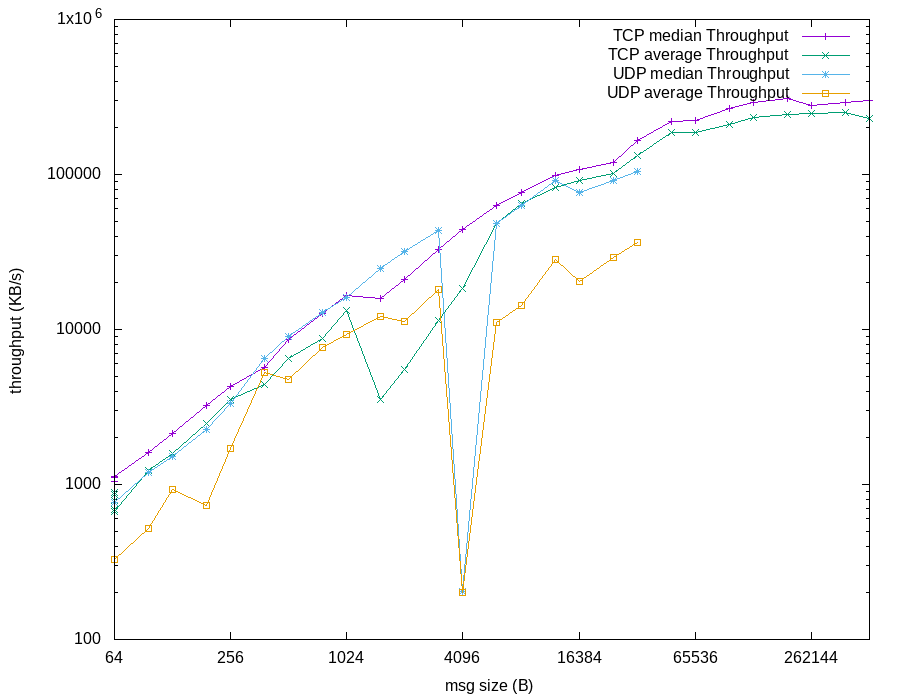 1x10 6
TCP median Throughput
TCP average Throughput
UDP median Throughput
UDP average Throughput
100000
10000
1000
100
throughput (KB/s)
64 256 1024 4096 16384 65536 262144
msg size (B)